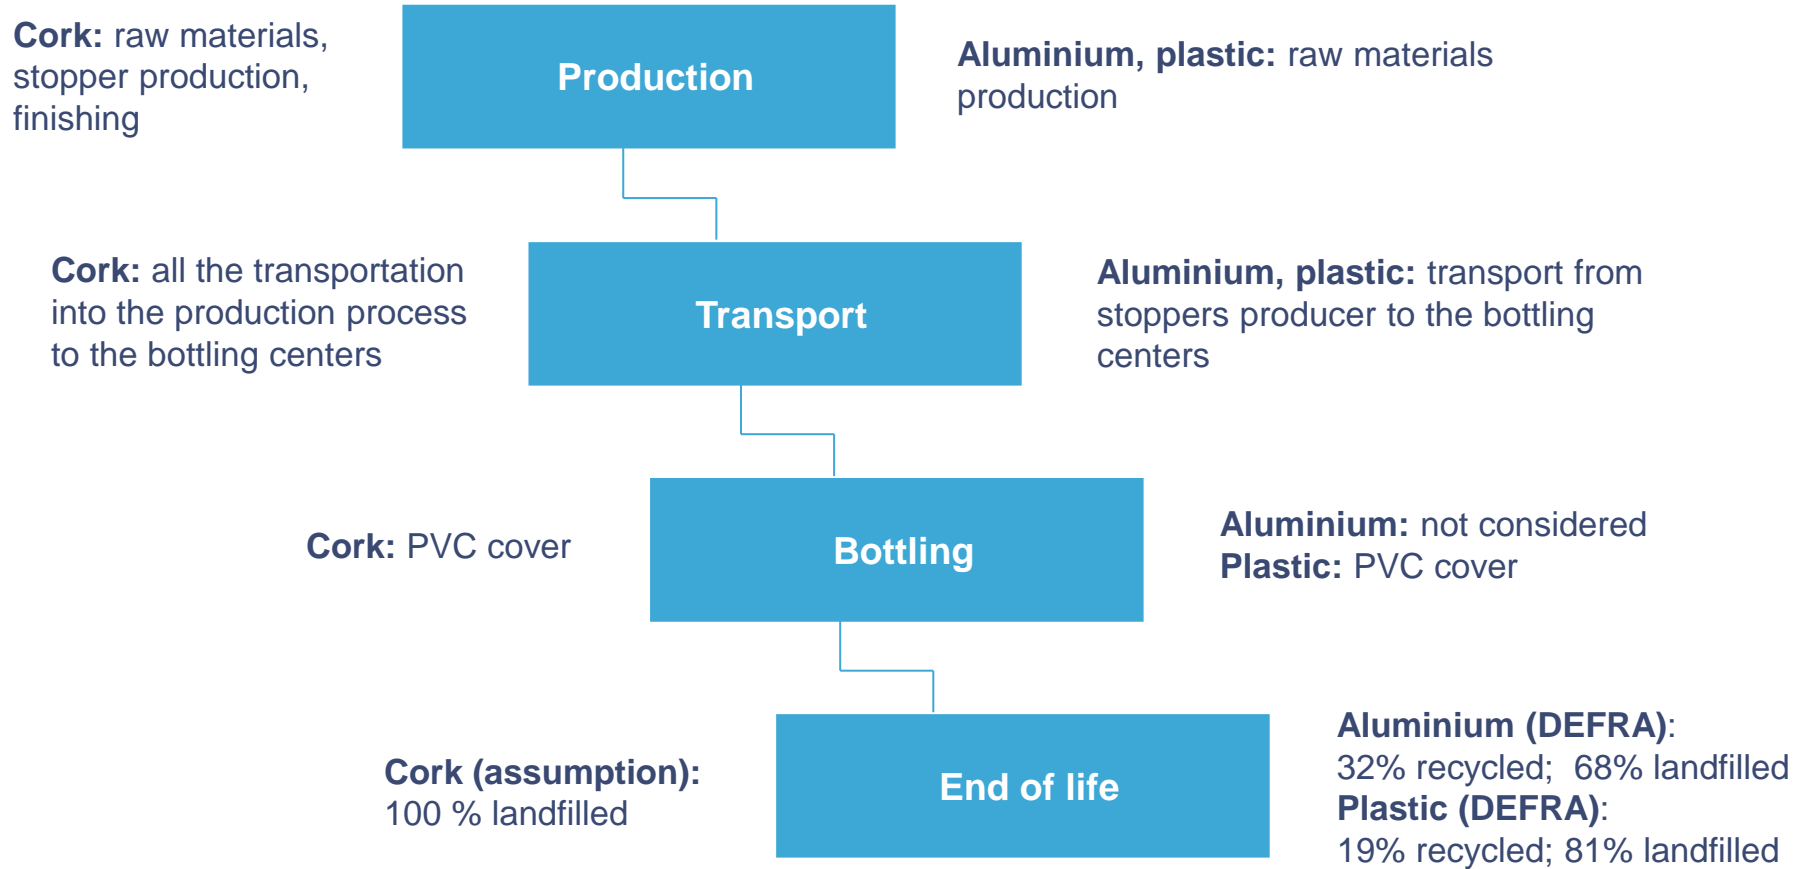 Cork: raw materials,
stopper production,
finishing
Production
Aluminium, plastic: raw materials
production
Cork: all the transportation
into the production process
to the bottling centers
Transport
Aluminium, plastic: transport from
stoppers producer to the bottling
centers
Cork: PVC cover
Bottling
Aluminium: not considered
Plastic: PVC cover
Cork (assumption):
100 % landfilled
End of life
Aluminium (DEFRA):
32% recycled; 68% landfilled
Plastic (DEFRA):
19% recycled; 81% landfilled